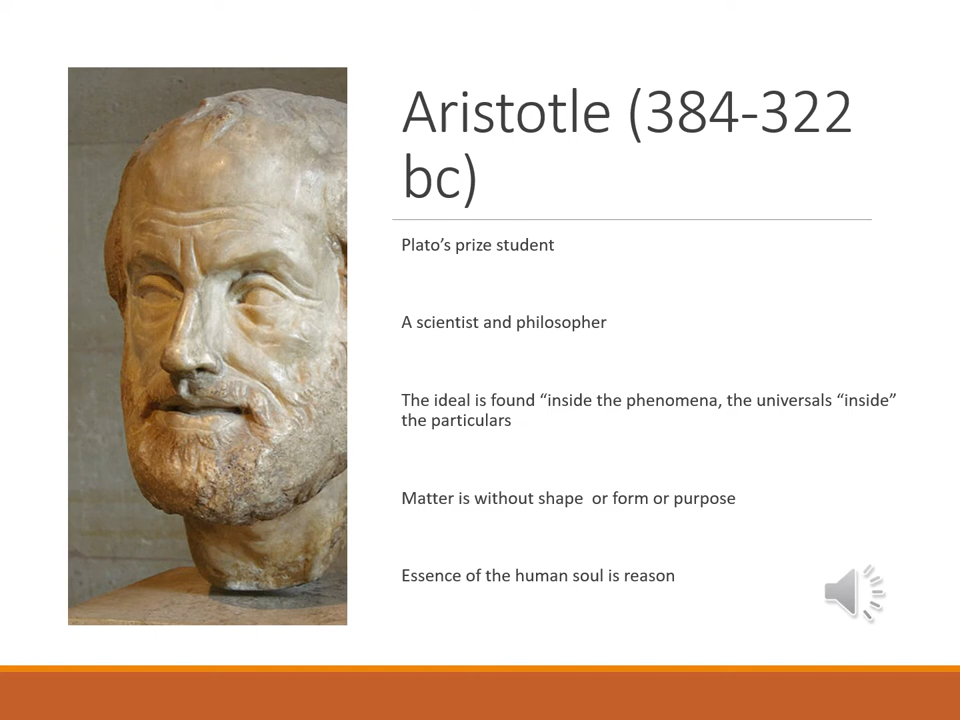 Aristotle (384-322
bc)
Plato’s prize student
A scientist and philosopher
The ideal is found “inside the phenomena, the universals “inside”
the particulars
Matter is without shape  or form or purpose
Essence of the human soul is reason